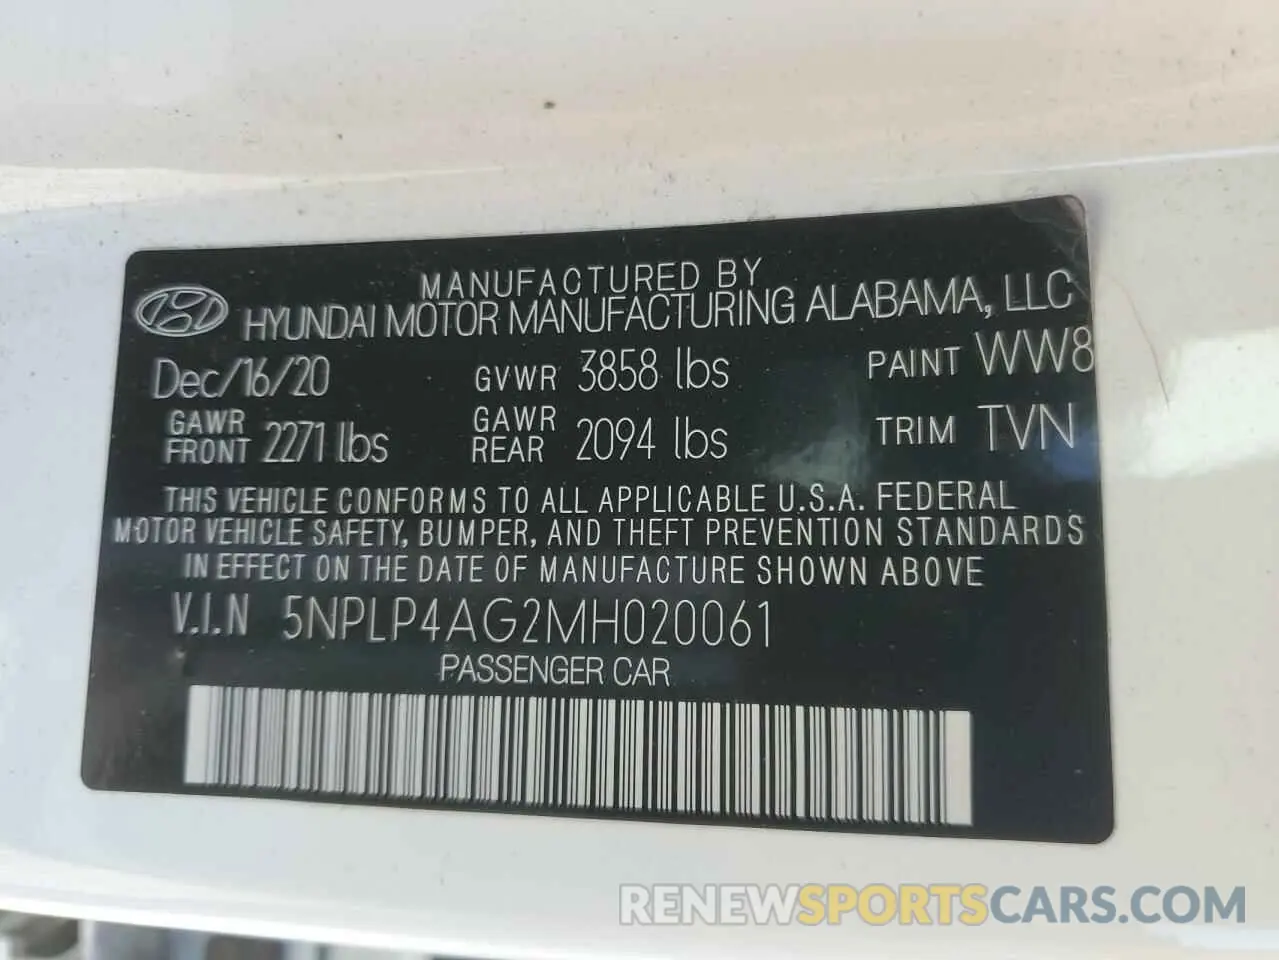 MANUFACTURED BY
HYUNDAI MOTOR MANUFACTURING ALABAMA, LLC
Dec/16/20 GVWR 3858 lbs PAINT WW8
GAWR FRONT 2271 lbs GAWR REAR 2094 lbs TRIM TVN
THIS VEHICLE CONFORMS TO ALL APPLICABLE U.S.A. FEDERAL
MOTOR VEHICLE SAFETY, BUMPER, AND THEFT PREVENTION STANDARDS
IN EFFECT ON THE DATE OF MANUFACTURE SHOWN ABOVE
V.I.N 5NPLP4AG2MH020061
PASSENGER CAR
RENEWSPORTSCARS.COM